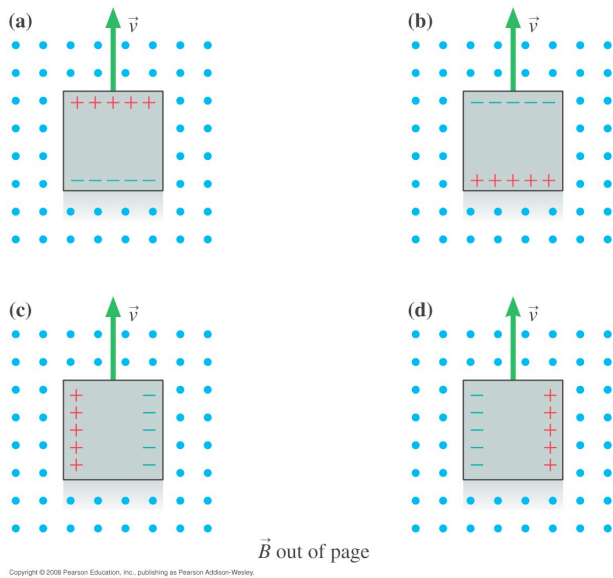 (a)
v⃗
+ + + + +
− − − − −
(b)
v⃗
− − − − −
+ + + + +
(c)
v⃗
+ −
+ −
+ −
+ −
+ −
(d)
v⃗
− +
− +
− +
− +
− +
B⃗ out of page
Copyright © 2008 Pearson Education, Inc., publishing as Pearson Addison-Wesley.